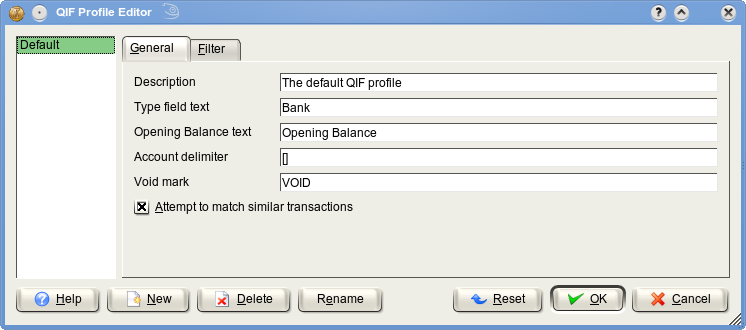 QIF Profile Editor
Default
General Filter
Description The default QIF profile
Type field text Bank
Opening Balance text Opening Balance
Account delimiter []
Void mark VOID
Attempt to match similar transactions
Help New Delete Rename Reset OK Cancel